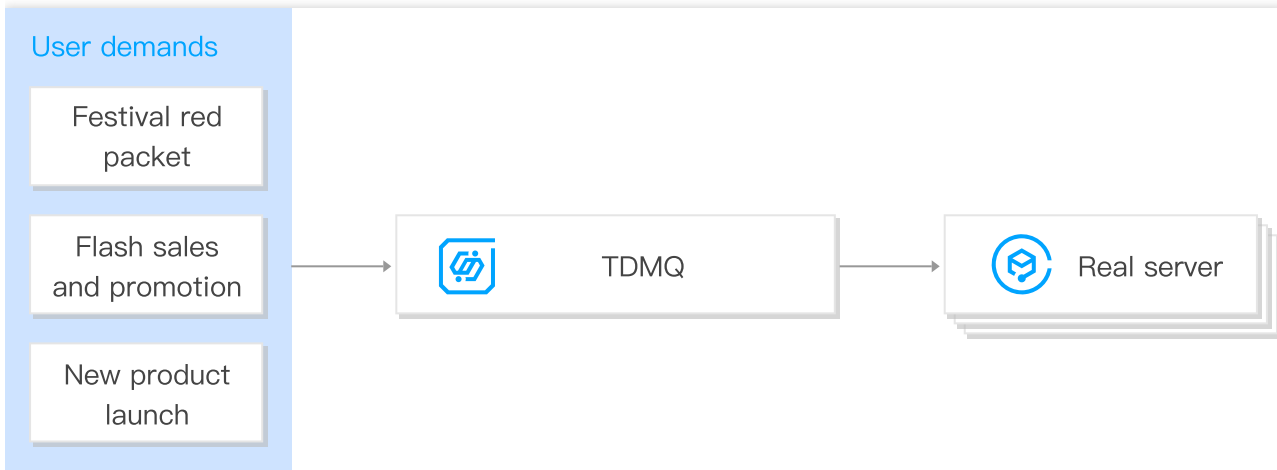 User demands
Festival red
packet
Flash sales
and promotion
New product
launch
TDMQ
Real server